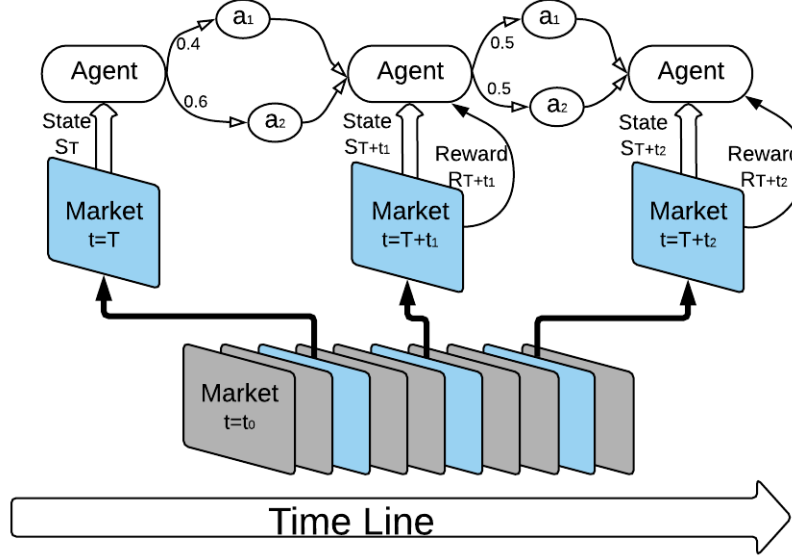 a1
a1
0.4
0.5
Agent
Agent
Agent
0.6
a2
0.5
a2
State
ST
State
ST+t1
Reward
RT+t1
State
ST+t2
Reward
RT+t2
Market
t=T
Market
t=T+t1
Market
t=T+t2
Market
t=t0
Time Line